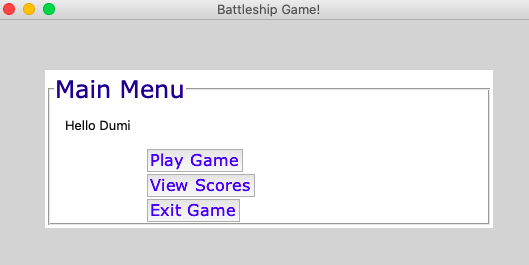 Battleship Game!
Main Menu
Hello Dumi
Play Game
View Scores
Exit Game